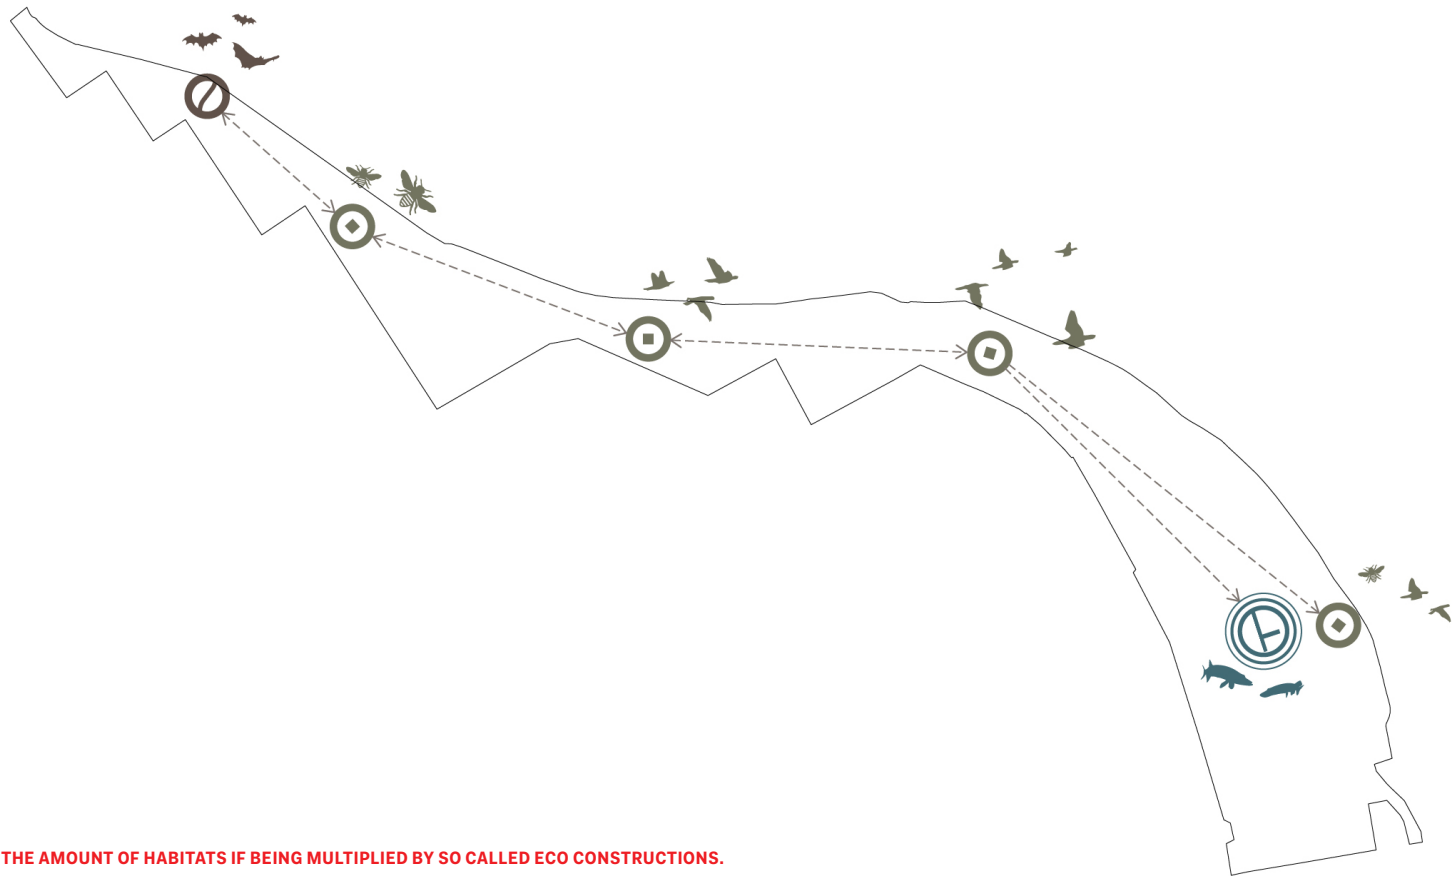 THE AMOUNT OF HABITATS IF BEING MULTIPLIED BY SO CALLED ECO CONSTRUCTIONS.